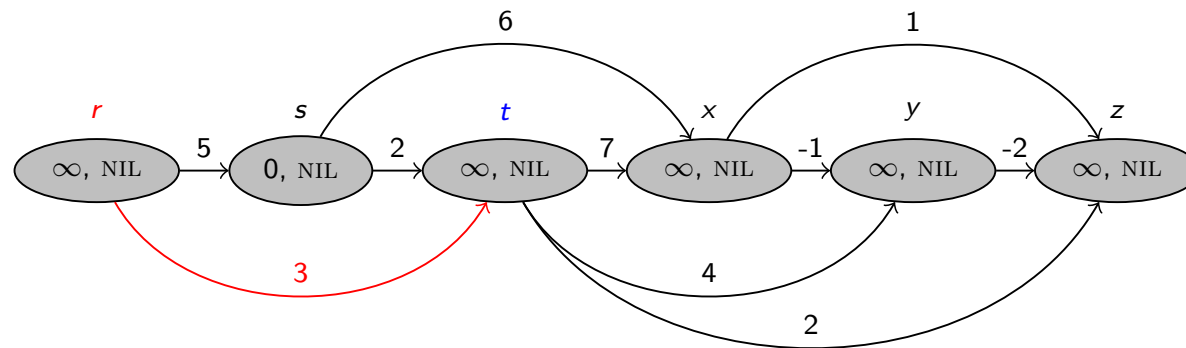 6 1
r s t x y z
∞, NIL 5 0, NIL 2 ∞, NIL 7 ∞, NIL -1 ∞, NIL -2 ∞, NIL
3 4
2